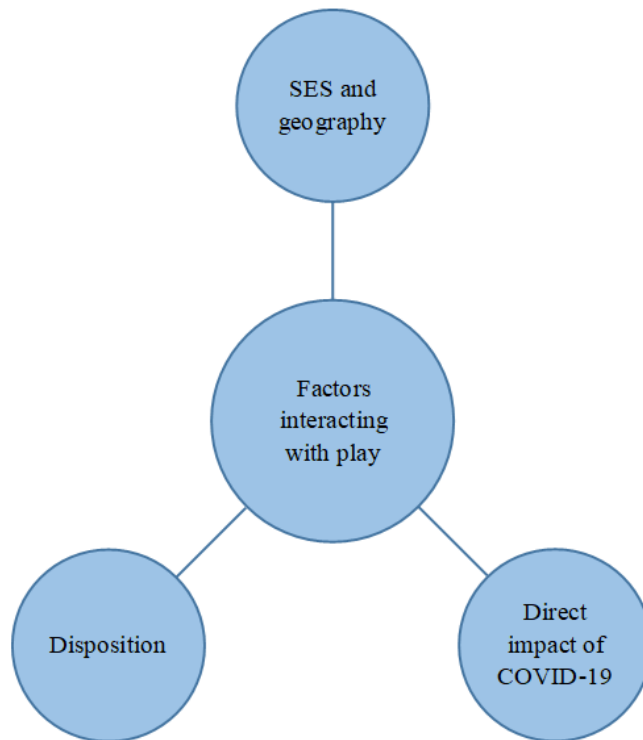 SES and
geography
Factors
interacting
with play
Disposition
Direct
impact of
COVID-19